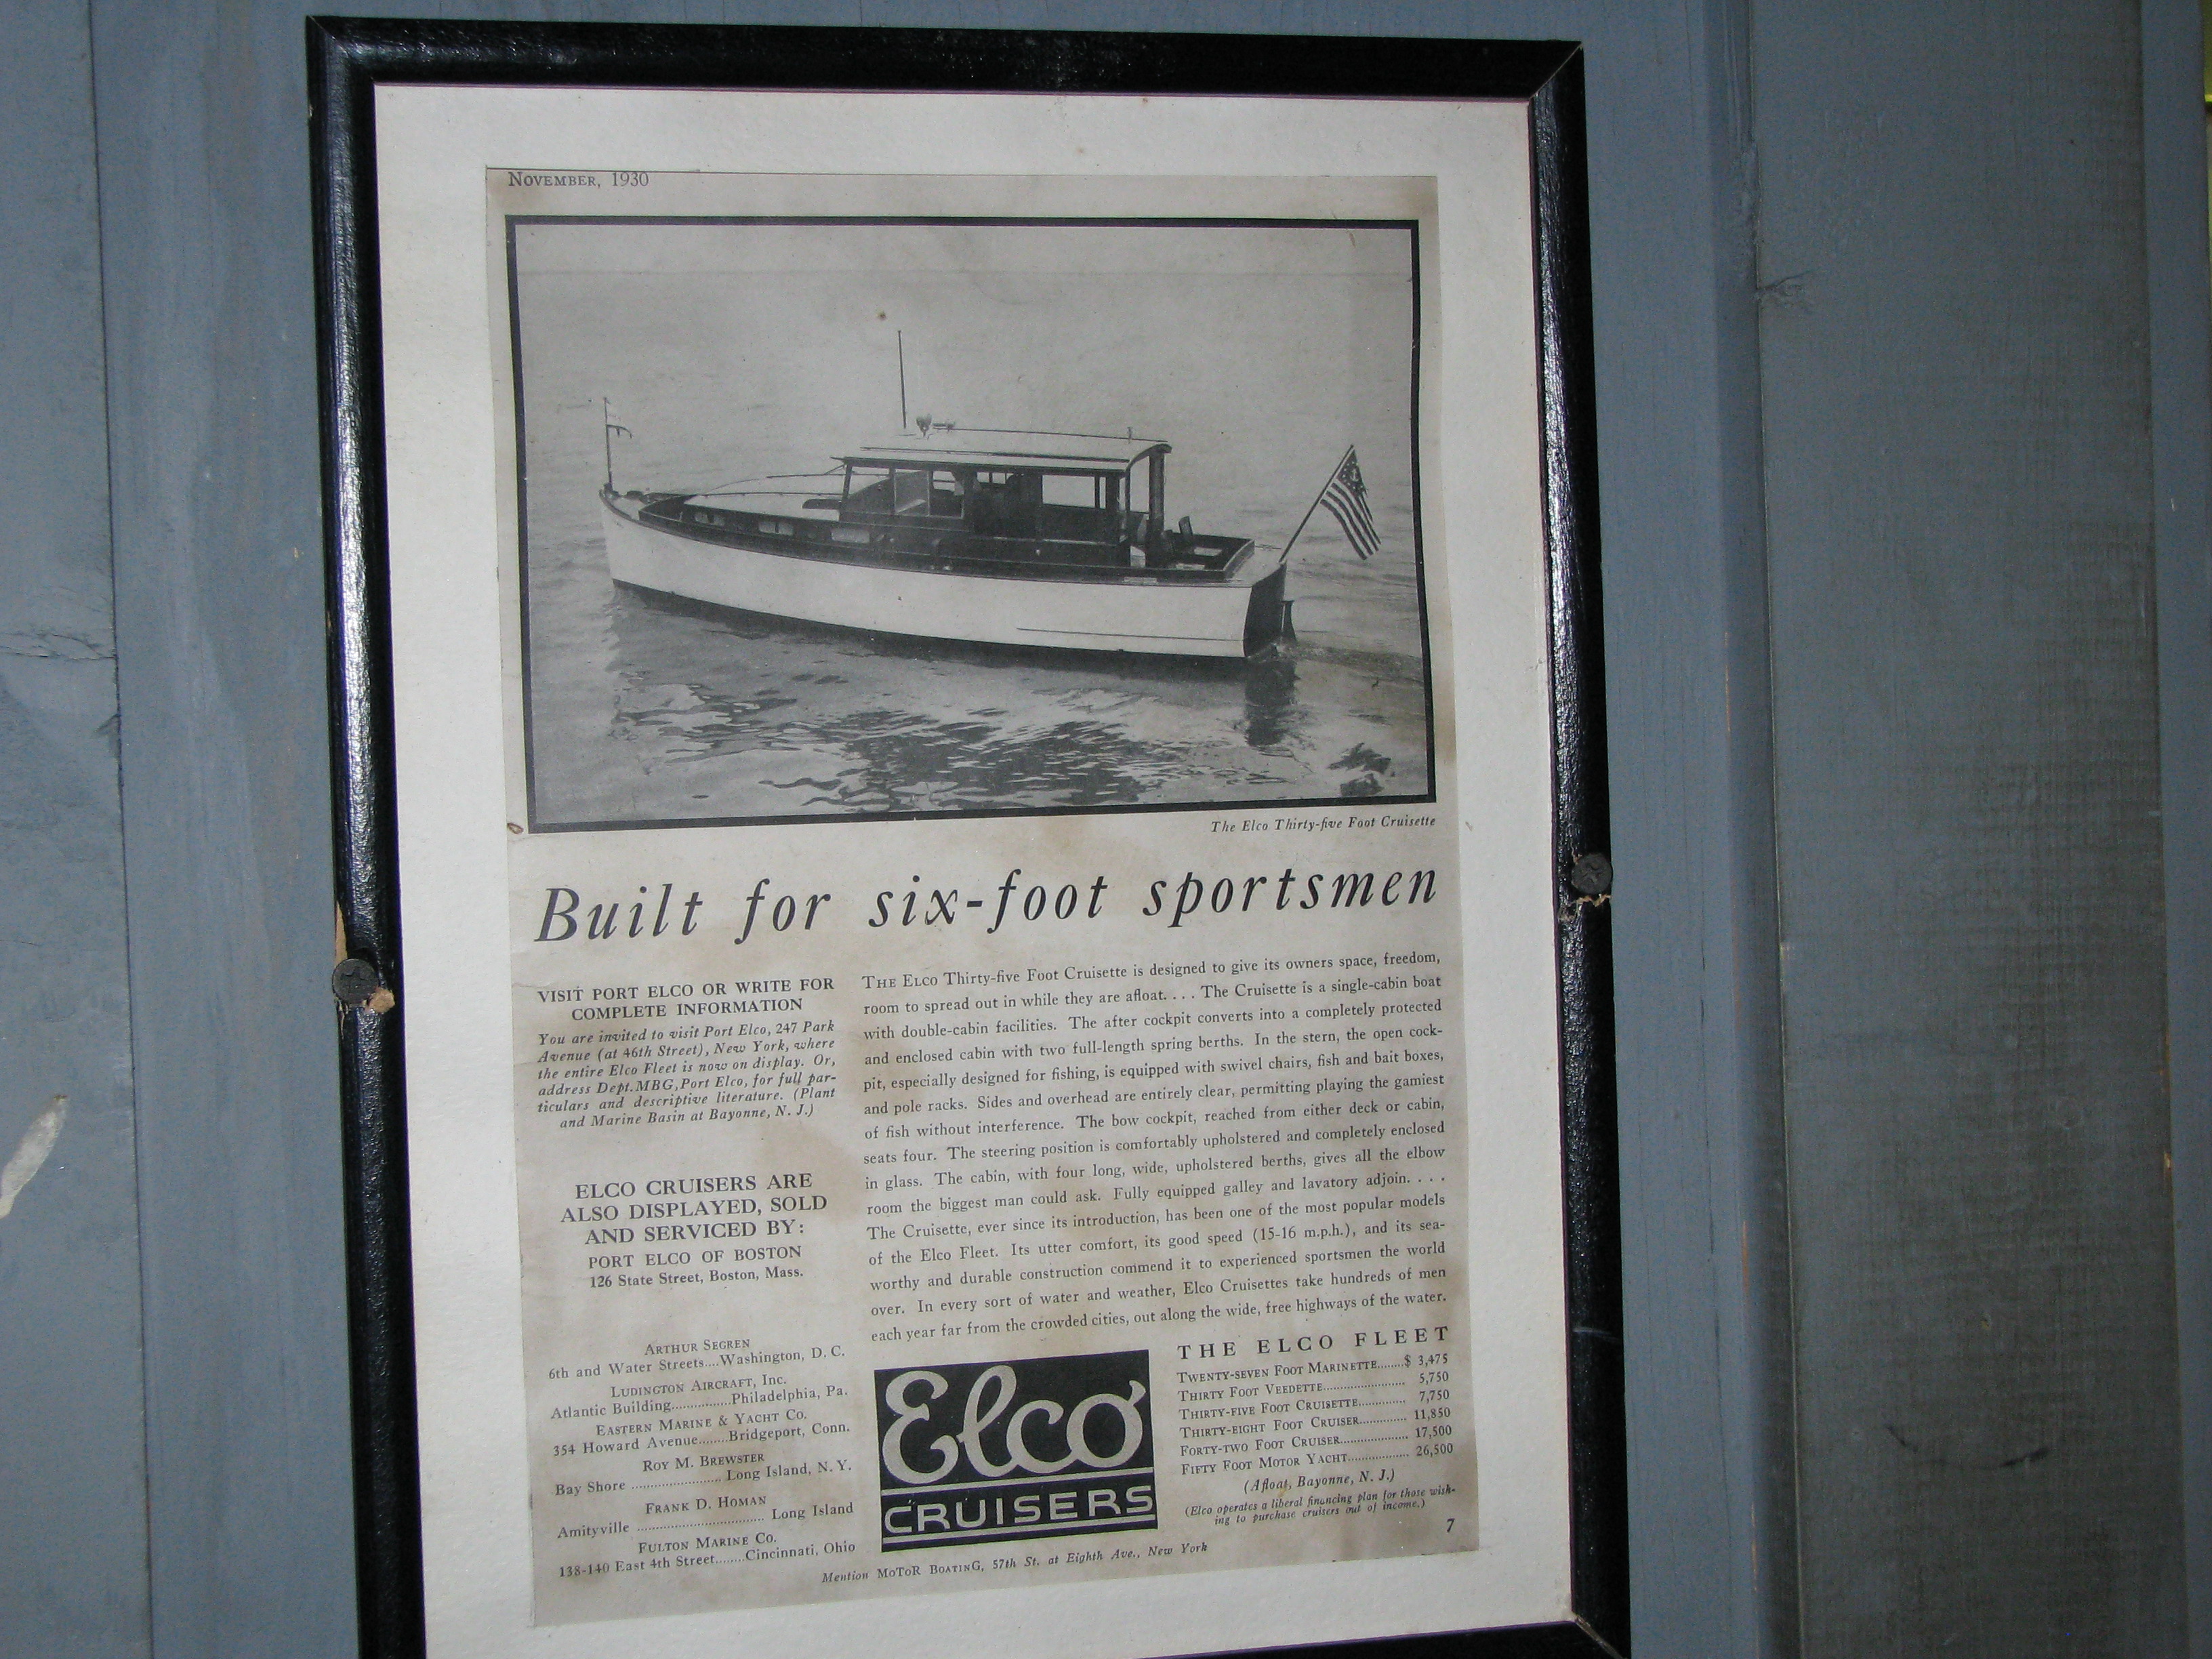 NOVEMBER, 1930
The Elco Thirty-five Foot Cruisette
Built for six-foot sportsmen
VISIT PORT ELCO OR WRITE FOR
COMPLETE INFORMATION
You are invited to visit Port Elco, 247 Park
Avenue (at 46th Street), New York, where
the entire Elco Fleet is now on display. Or,
address Dept. MBG, Port Elco, for full par-
ticulars and descriptive literature. (Plant
and Marine Basin at Bayonne, N. J.)
ELCO CRUISERS ARE
ALSO DISPLAYED, SOLD
AND SERVICED BY:
PORT ELCO OF BOSTON
126 State Street, Boston, Mass.
ARTHUR SEGREN
6th and Water Streets....Washington, D. C.
LUDINGTON AIRCRAFT, Inc.
Atlantic Building...............Philadelphia, Pa.
EASTERN MARINE & YACHT CO.
354 Howard Avenue........Bridgeport, Conn.
ROY M. BREWSTER
Bay Shore ...................... Long Island, N. Y.
FRANK D. HOMAN
Amityville ............................... Long Island
FULTON MARINE CO.
138-140 East 4th Street........Cincinnati, Ohio
THE ELCO Thirty-five Foot Cruisette is designed to give its owners space, freedom,
room to spread out in while they are afloat. . . . The Cruisette is a single-cabin boat
with double-cabin facilities. The after cockpit converts into a completely protected
and enclosed cabin with two full-length spring berths. In the stern, the open cock-
pit, especially designed for fishing, is equipped with swivel chairs, fish and bait boxes,
and pole racks. Sides and overhead are entirely clear, permitting playing the gamiest
of fish without interference. The bow cockpit, reached from either deck or cabin,
seats four. The steering position is comfortably upholstered and completely enclosed
in glass. The cabin, with four long, wide, upholstered berths, gives all the elbow
room the biggest man could ask. Fully equipped galley and lavatory adjoin. . . .
The Cruisette, ever since its introduction, has been one of the most popular models
of the Elco Fleet. Its utter comfort, its good speed (15-16 m.p.h.), and its sea-
worthy and durable construction commend it to experienced sportsmen the world
over. In every sort of water and weather, Elco Cruisettes take hundreds of men
each year far from the crowded cities, out along the wide, free highways of the water.
Elco
CRUISERS
THE ELCO FLEET
TWENTY-SEVEN FOOT MARINETTE........$ 3,475
THIRTY FOOT VEEDETTE........................ 5,750
THIRTY-FIVE FOOT CRUISETTE.............. 7,750
THIRTY-EIGHT FOOT CRUISER.............. 11,850
FORTY-TWO FOOT CRUISER.................... 17,500
FIFTY FOOT MOTOR YACHT.................. 26,500
(Afloat, Bayonne, N. J.)
(Elco operates a liberal financing plan for those wish-
ing to purchase cruisers out of income.)
7
Mention MoToR BOATING, 57th St. at Eighth Ave., New York